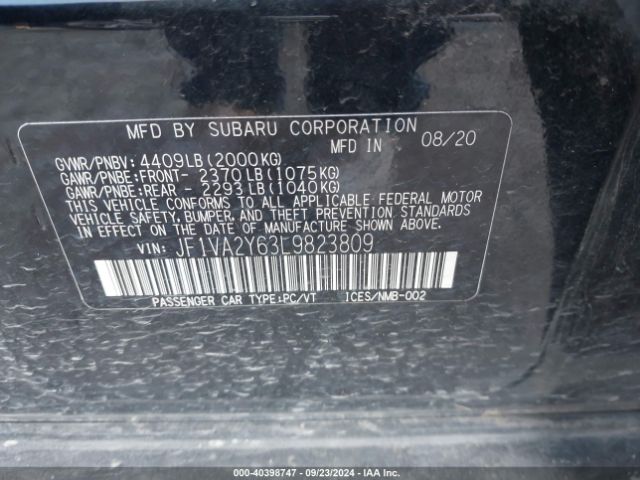 MFD BY SUBARU CORPORATION
MFD IN 08/20
GVWR/PNBV: 4409LB(2000KG)
GAWR/PNBE:FRONT- 2370LB(1075KG)
GAWR/PNBE:REAR - 2293LB(1040KG)
THIS VEHICLE CONFORMS TO ALL APPLICABLE FEDERAL MOTOR
VEHICLE SAFETY, BUMPER, AND THEFT PREVENTION STANDARDS
IN EFFECT ON THE DATE OF MANUFACTURE SHOWN ABOVE.
VIN: JF1VA2Y63L9823809
PASSENGER CAR TYPE:PC/VT ICES/NMB-002
000-40398747 - 09/23/2024 - IAA Inc.